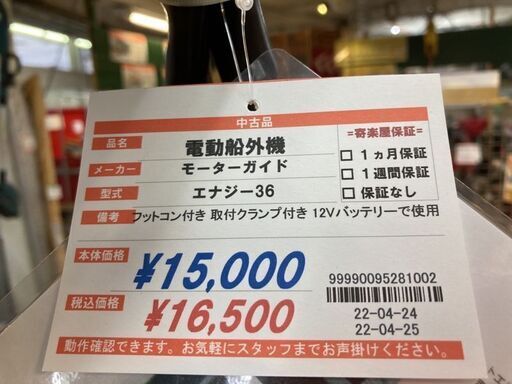 中古品
品名 電動船外機
メーカー モーターガイド
型式 エナジー36
備考 フットコン付き 取付クランプ付き 12Vバッテリーで使用
=寄楽屋保証=
□ 1ヵ月保証
□ 1週間保証
□ 保証なし
本体価格 ¥15,000
税込価格 ¥16,500
99990095281002
22-04-24
22-04-25
動作確認できます。お気軽にスタッフまでお声掛けください。